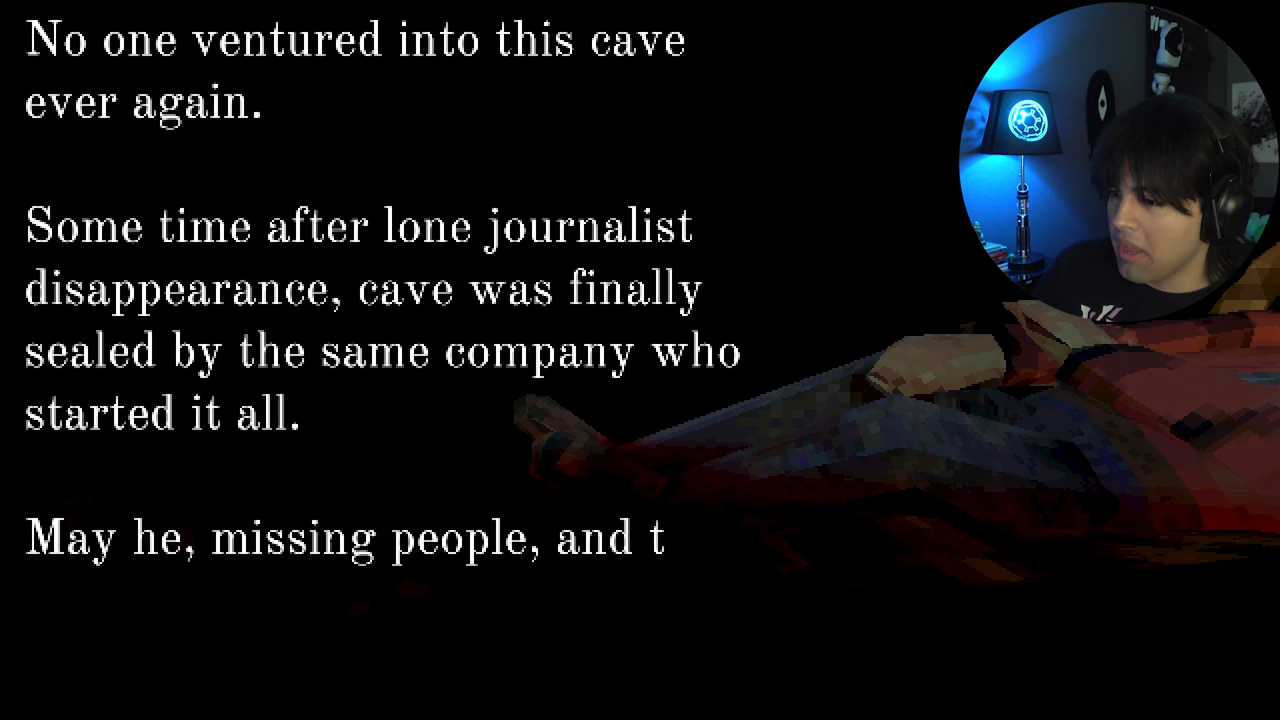 No one ventured into this cave
ever again.
Some time after lone journalist
disappearance, cave was finally
sealed by the same company who
started it all.
May he, missing people, and t